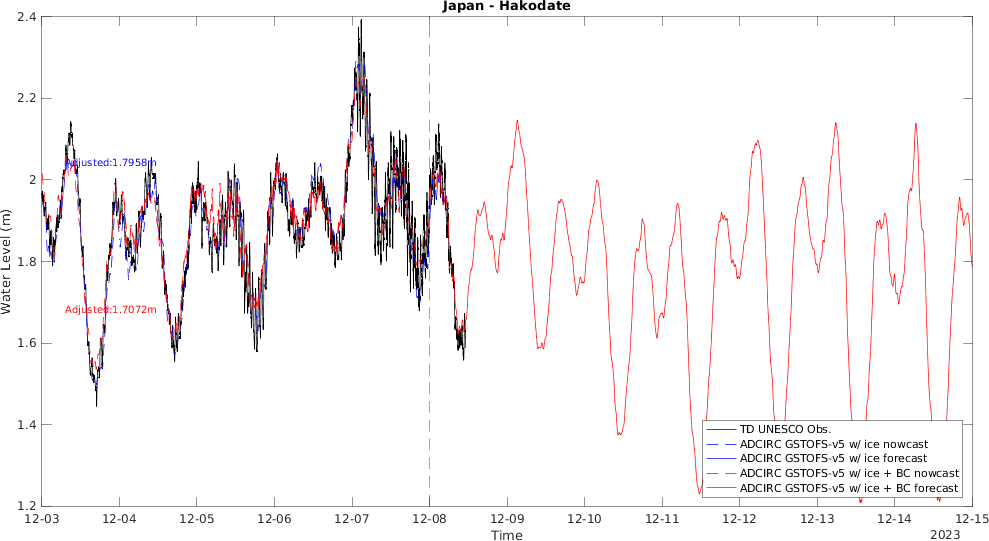 Japan - Hakodate
2.4
2.2
2
1.8
1.6
1.4
1.2
Water Level (m)
Adjusted:1.7958m
Adjusted:1.7072m
TD UNESCO Obs.
ADCIRC GSTOFS-v5 w/ ice nowcast
ADCIRC GSTOFS-v5 w/ ice forecast
ADCIRC GSTOFS-v5 w/ ice + BC nowcast
ADCIRC GSTOFS-v5 w/ ice + BC forecast
12-03 12-04 12-05 12-06 12-07 12-08 12-09 12-10 12-11 12-12 12-13 12-14 12-15
Time
2023